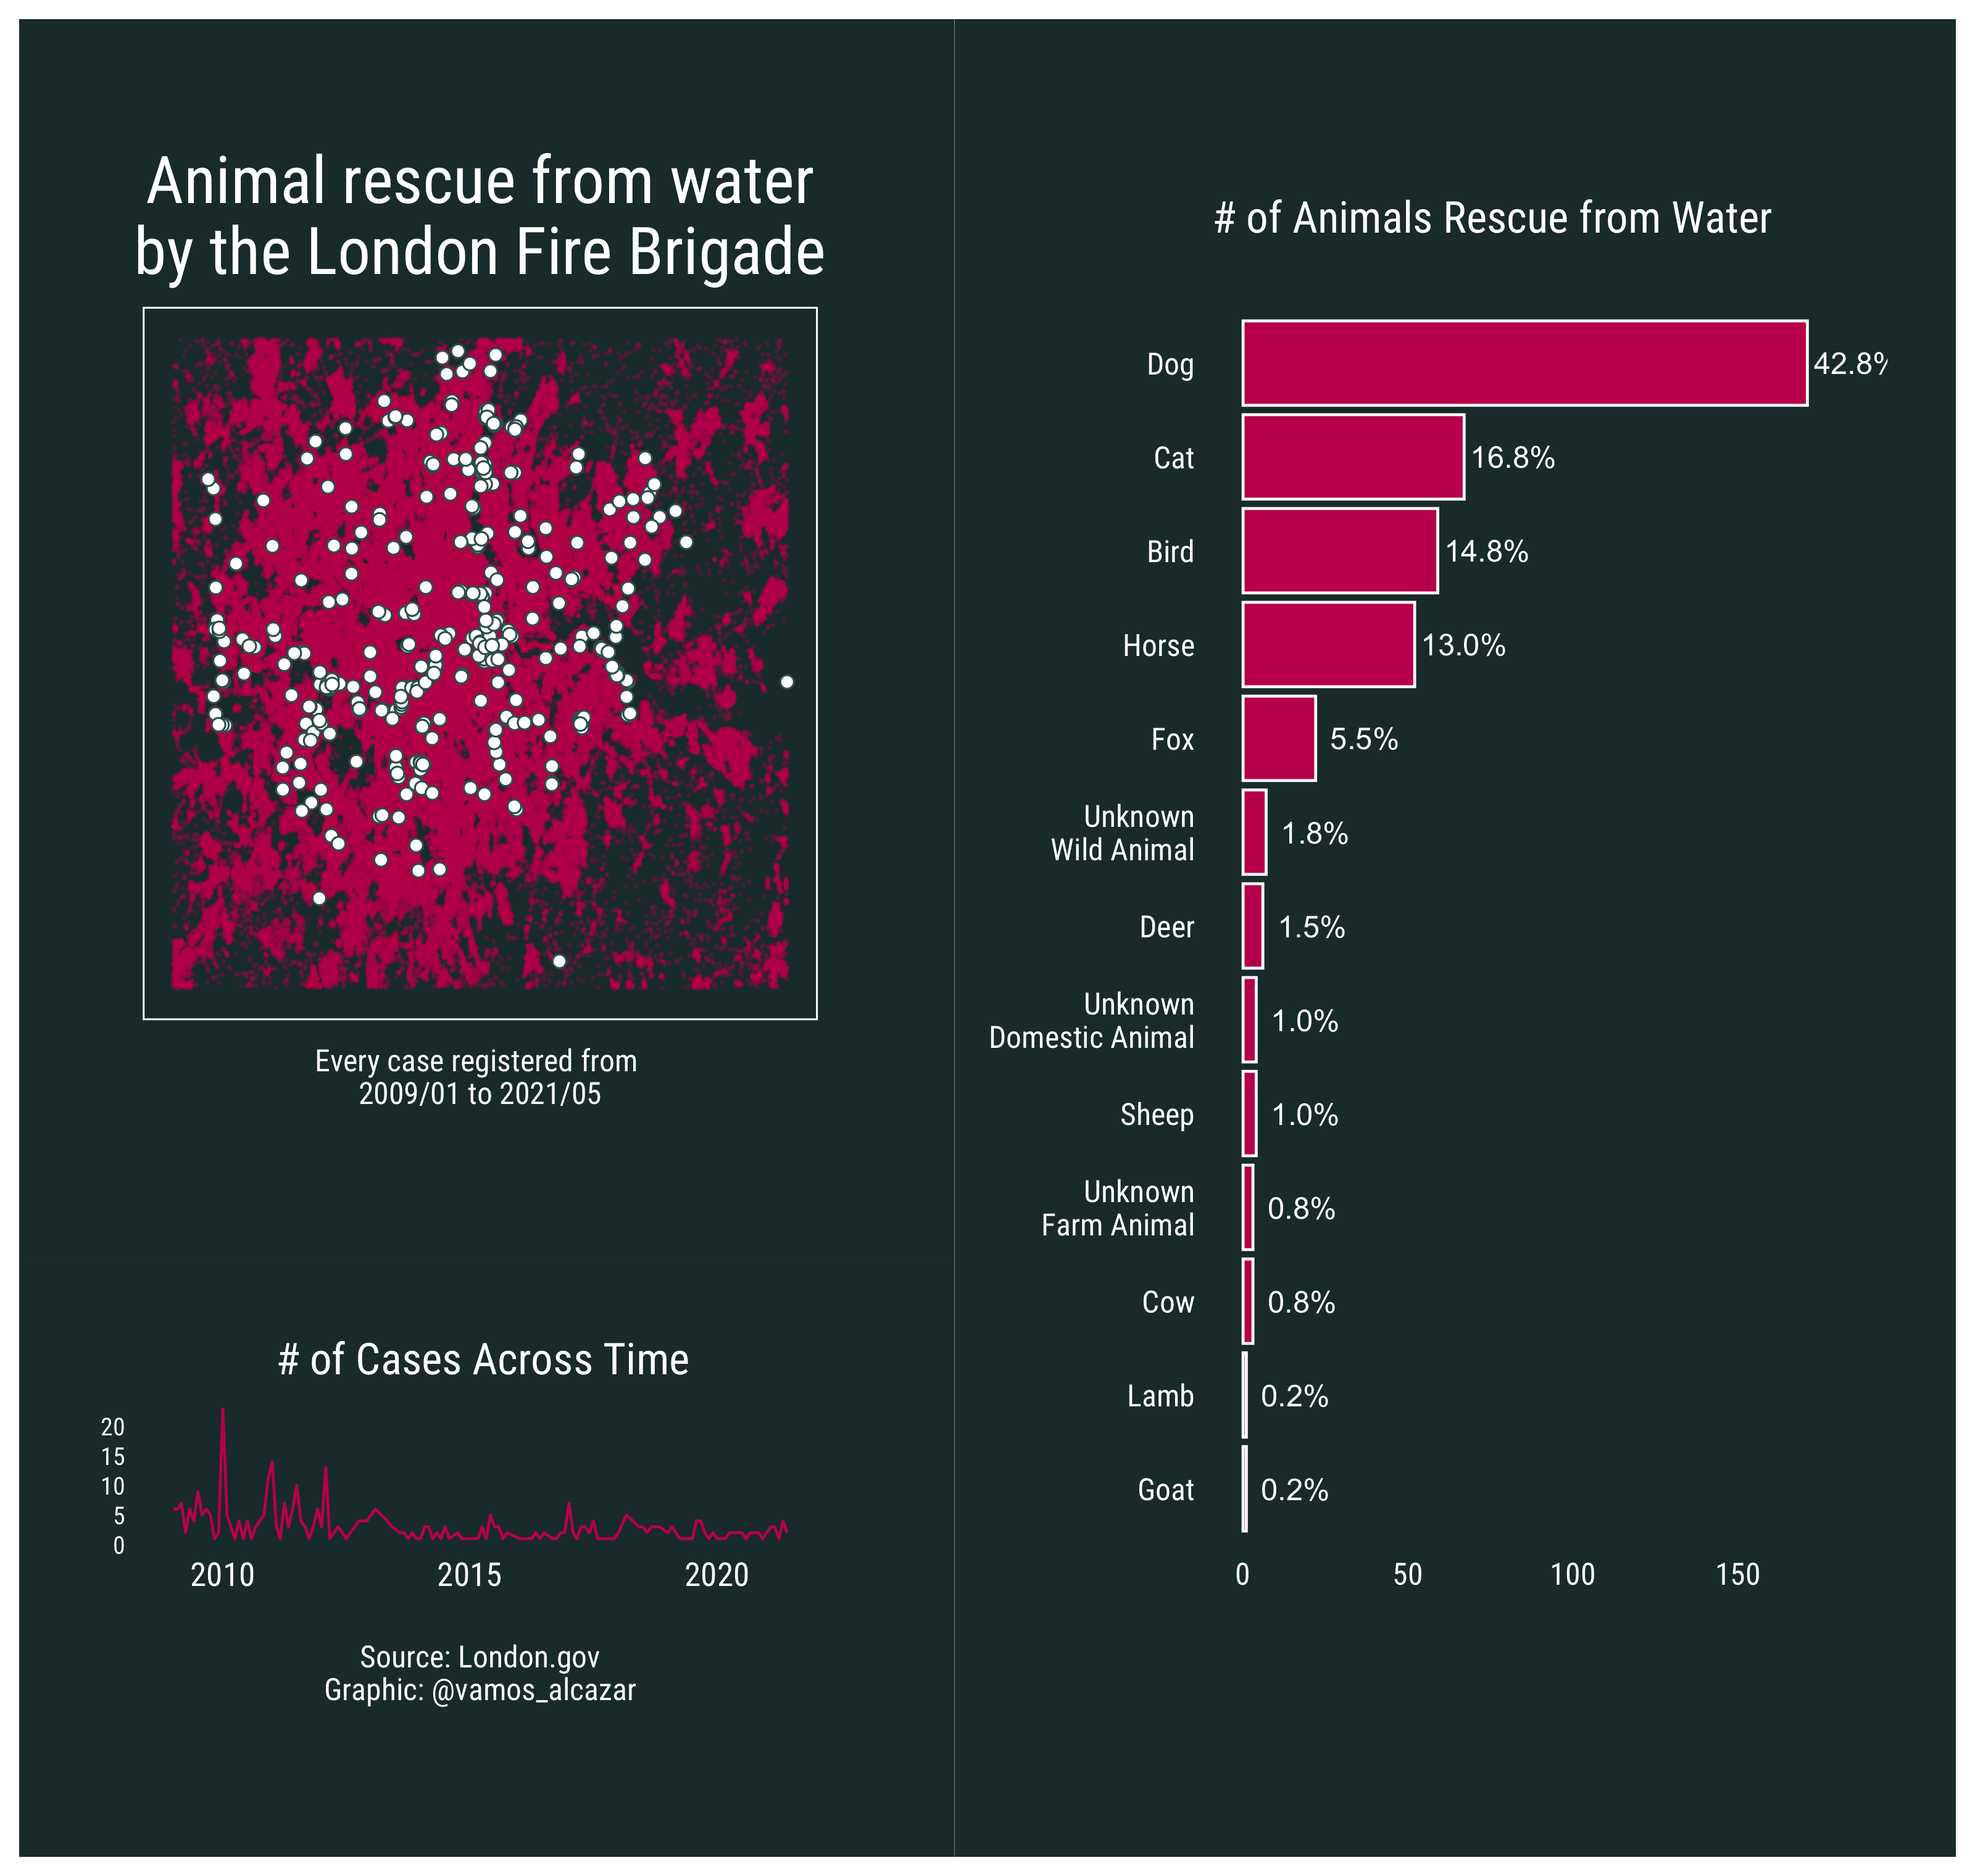 Animal rescue from water
by the London Fire Brigade
Every case registered from
2009/01 to 2021/05
# of Cases Across Time
20
15
10
5
0
2010 2015 2020
Source: London.gov
Graphic: @vamos_alcazar
# of Animals Rescue from Water
Dog 42.8%
Cat 16.8%
Bird 14.8%
Horse 13.0%
Fox 5.5%
Unknown
Wild Animal 1.8%
Deer 1.5%
Unknown
Domestic Animal 1.0%
Sheep 1.0%
Unknown
Farm Animal 0.8%
Cow 0.8%
Lamb 0.2%
Goat 0.2%
0 50 100 150